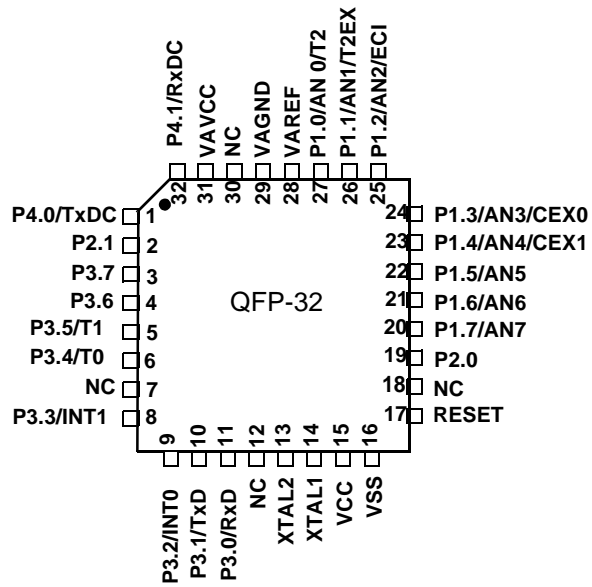 P4.1/RxDC
VAVCC
NC
VAGND
VAREF
P1.0/AN 0/T2
P1.1/AN1/T2EX
P1.2/AN2/ECI
32 31 30 29 28 27 26 25
P4.0/TxDC 1
P2.1 2
P3.7 3
P3.6 4
P3.5/T1 5
P3.4/T0 6
NC 7
P3.3/INT1 8
QFP-32
24 P1.3/AN3/CEX0
23 P1.4/AN4/CEX1
22 P1.5/AN5
21 P1.6/AN6
20 P1.7/AN7
19 P2.0
18 NC
17 RESET
9 10 11 12 13 14 15 16
P3.2/INT0
P3.1/TxD
P3.0/RxD
NC
XTAL2
XTAL1
VCC
VSS